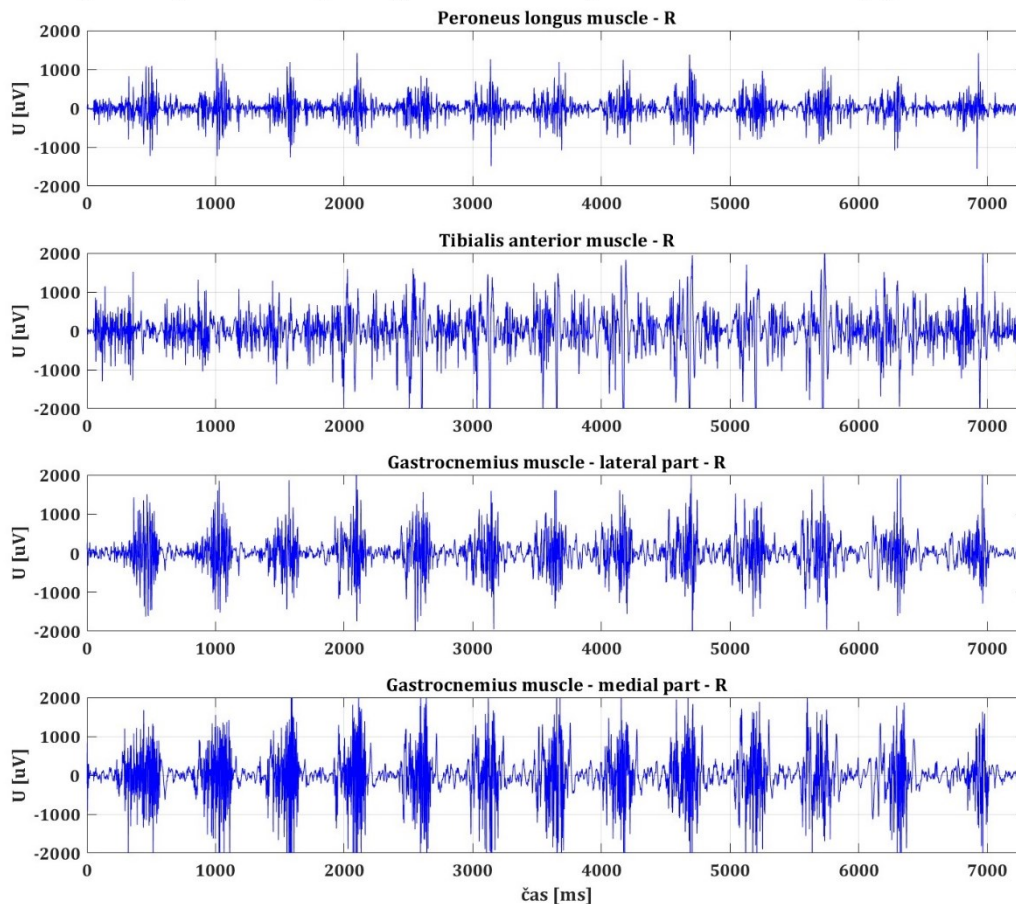 Peroneus longus muscle - R
U [uV]
2000
1000
0
-1000
-2000
0 1000 2000 3000 4000 5000 6000 7000
Tibialis anterior muscle - R
U [uV]
2000
1000
0
-1000
-2000
0 1000 2000 3000 4000 5000 6000 7000
Gastrocnemius muscle - lateral part - R
U [uV]
2000
1000
0
-1000
-2000
0 1000 2000 3000 4000 5000 6000 7000
Gastrocnemius muscle - medial part - R
U [uV]
2000
1000
0
-1000
-2000
0 1000 2000 3000 4000 5000 6000 7000
čas [ms]